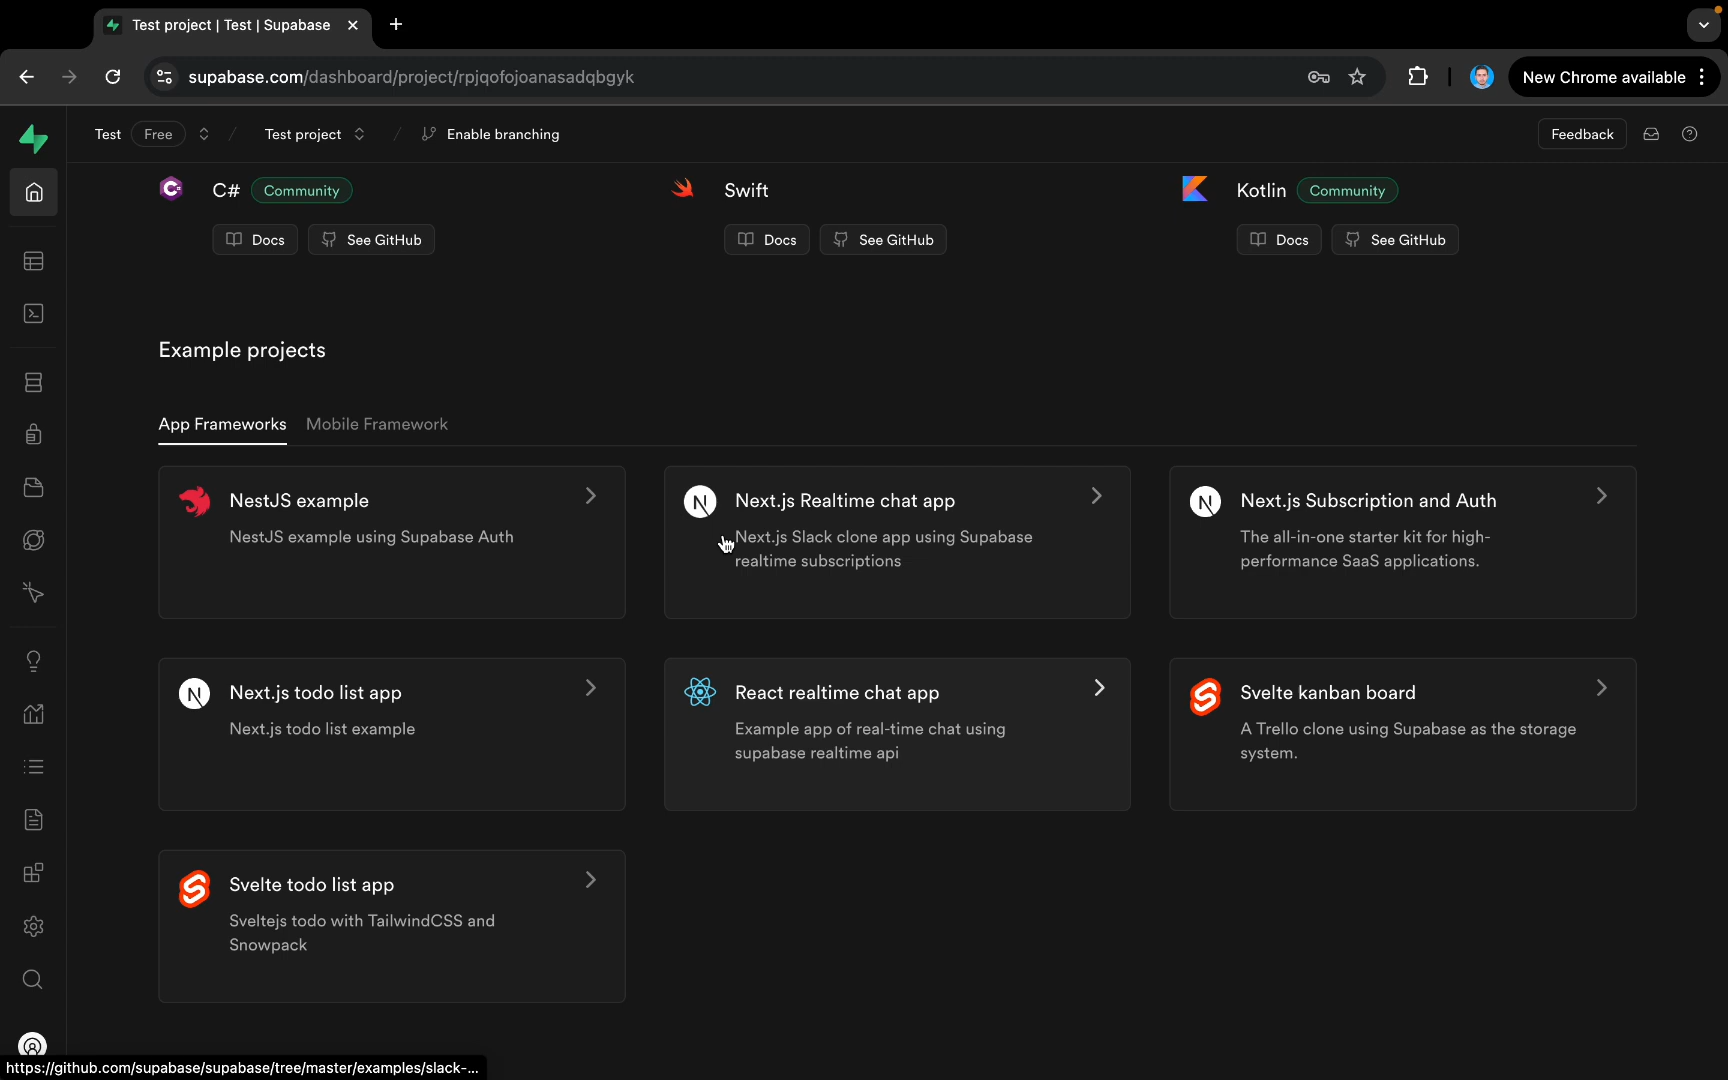 Test project | Test | Supabase
supabase.com/dashboard/project/rpjqofojoanasadqbgyk
New Chrome available
Test Free / Test project / Enable branching
Feedback
C# Community
Swift
Kotlin Community
Docs See GitHub
Docs See GitHub
Docs See GitHub
Example projects
App Frameworks Mobile Framework
NestJS example
NestJS example using Supabase Auth
Next.js Realtime chat app
Next.js Slack clone app using Supabase
realtime subscriptions
Next.js Subscription and Auth
The all-in-one starter kit for high-
performance SaaS applications.
Next.js todo list app
Next.js todo list example
React realtime chat app
Example app of real-time chat using
supabase realtime api
Svelte kanban board
A Trello clone using Supabase as the storage
system.
Svelte todo list app
Sveltejs todo with TailwindCSS and
Snowpack
https://github.com/supabase/supabase/tree/master/examples/slack-...